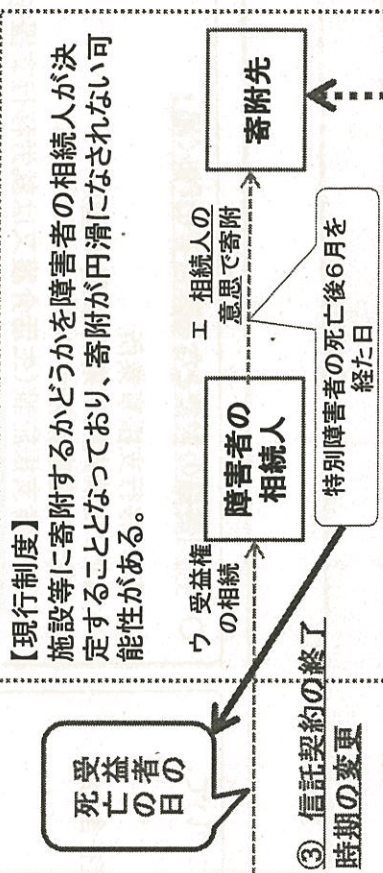 【現行制度】
施設等に寄附するかどうかを障害者の相続人が決
定することとなっており、寄附が円滑になされない可
能性がある。
ウ 受益権
の相続
障害者の
相続人
エ 相続人の
意思で寄附
寄附先
受益者の
死亡の日
特別障害者の死亡後6月を
経た日
③ 信託契約の終了
時期の変更